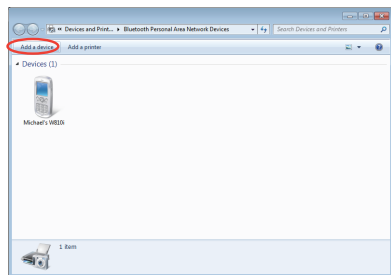 Devices and Print... Bluetooth Personal Area Network Devices Search Devices and Printers
Add a device Add a printer
Devices (1)
Michael's W810i
1 item